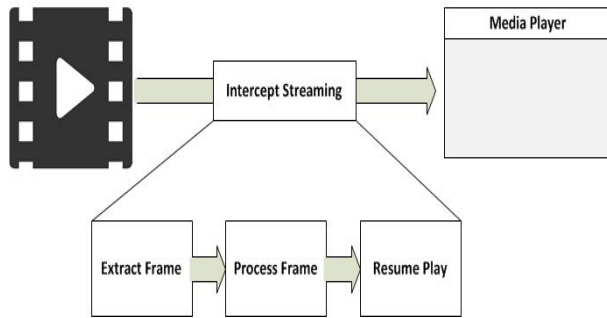 Media Player
Intercept Streaming
Extract Frame
Process Frame
Resume Play